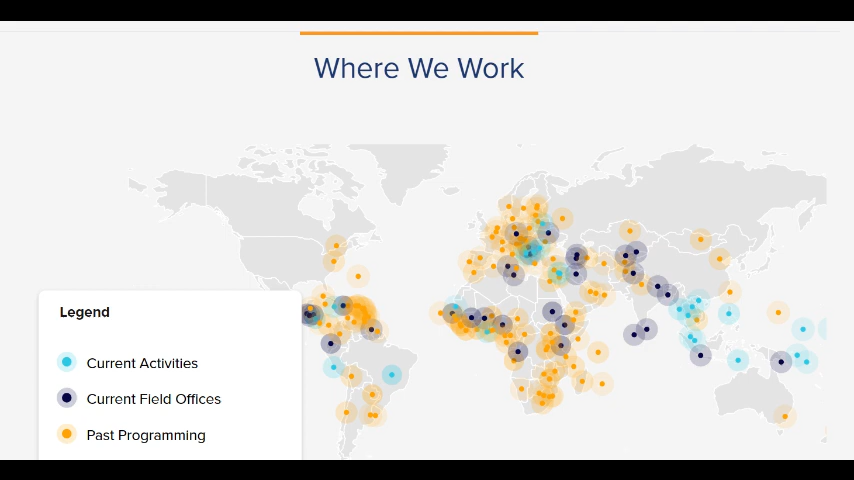 Where We Work
Legend
Current Activities
Current Field Offices
Past Programming